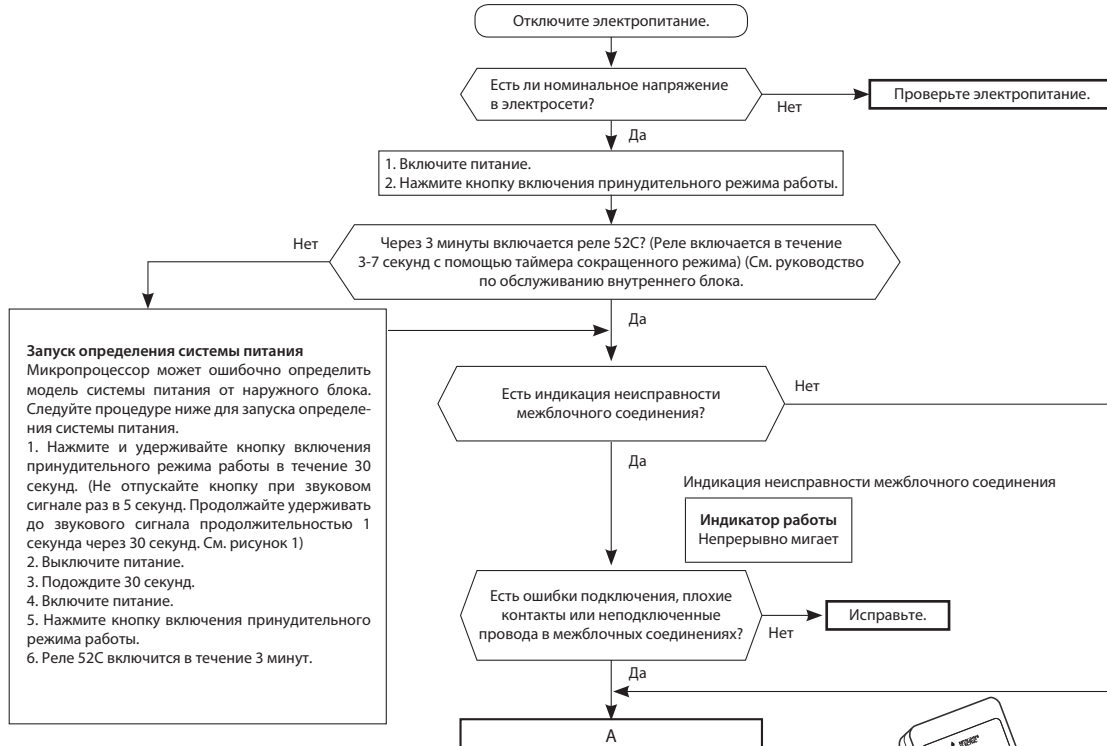 Отключите электропитание.
Есть ли номинальное напряжение
в электросети?
Нет
Проверьте электропитание.
Да
1. Включите питание.
2. Нажмите кнопку включения принудительного режима работы.
Нет
Через 3 минуты включается реле 52С? (Реле включается в течение
3-7 секунд с помощью таймера сокращенного режима) (См. руководство
по обслуживанию внутреннего блока.
Да
Запуск определения системы питания
Микропроцессор может ошибочно определить
модель системы питания от наружного блока.
Следуйте процедуре ниже для запуска определе-
ния системы питания.
1. Нажмите и удерживайте кнопку включения
принудительного режима работы в течение 30
секунд. (Не отпускайте кнопку при звуковом
сигнале раз в 5 секунд. Продолжайте удерживать
до звукового сигнала продолжительностью 1
секунда через 30 секунд. См. рисунок 1)
2. Выключите питание.
3. Подождите 30 секунд.
4. Включите питание.
5. Нажмите кнопку включения принудительного
режима работы.
6. Реле 52С включится в течение 3 минут.
Есть индикация неисправности
межблочного соединения?
Нет
Да
Индикация неисправности межблочного соединения
Индикатор работы
Непрерывно мигает
Есть ошибки подключения, плохие
контакты или неподключенные
провода в межблочных соединениях?
Нет
Исправьте.
Да
А